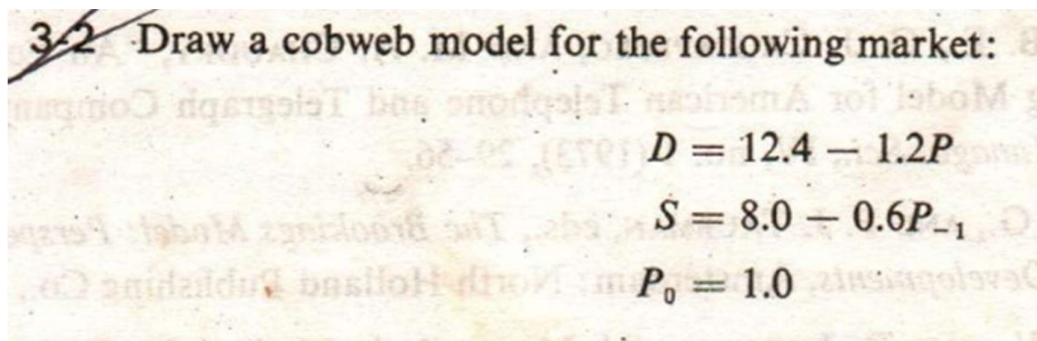 3-2 Draw a cobweb model for the following market:
D = 12.4 – 1.2P
S = 8.0 – 0.6P₋₁
P₀ = 1.0